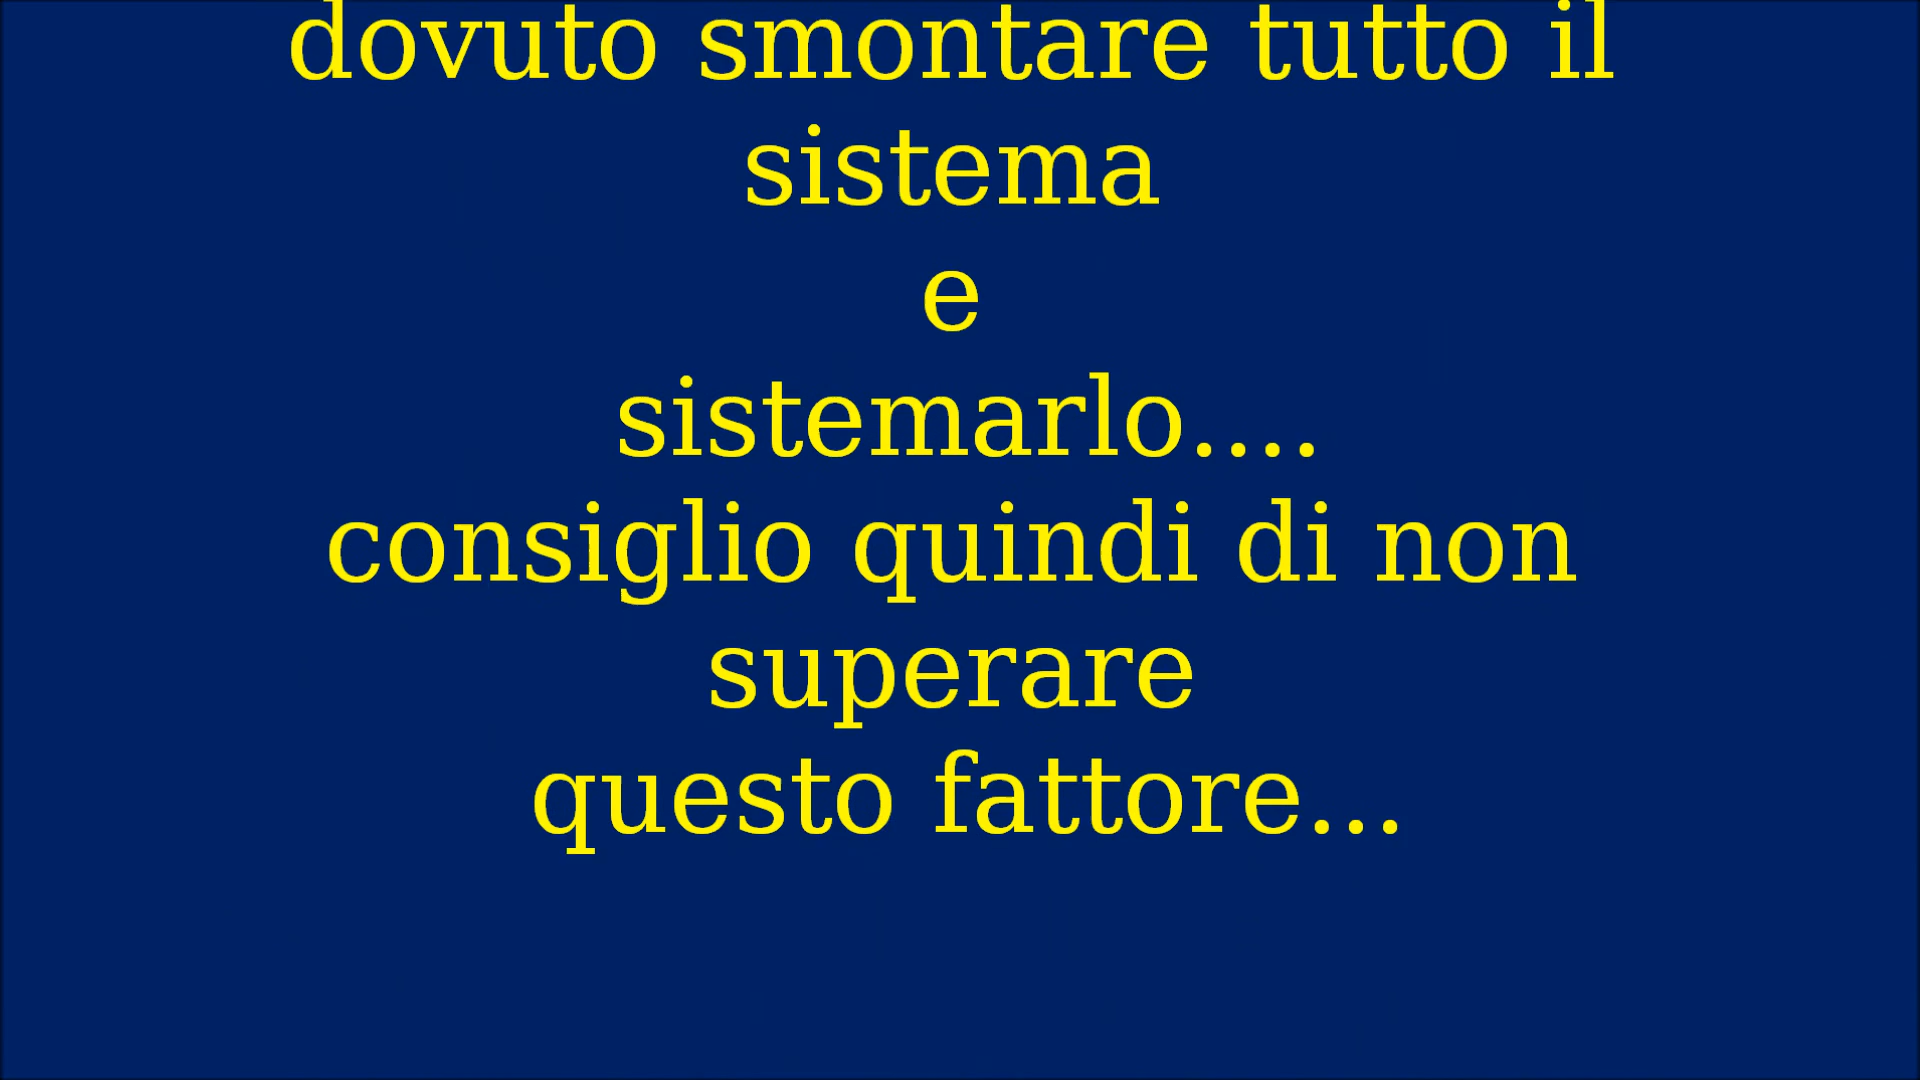 dovuto smontare tutto il
sistema
e
sistemarlo....
consiglio quindi di non
superare
questo fattore...